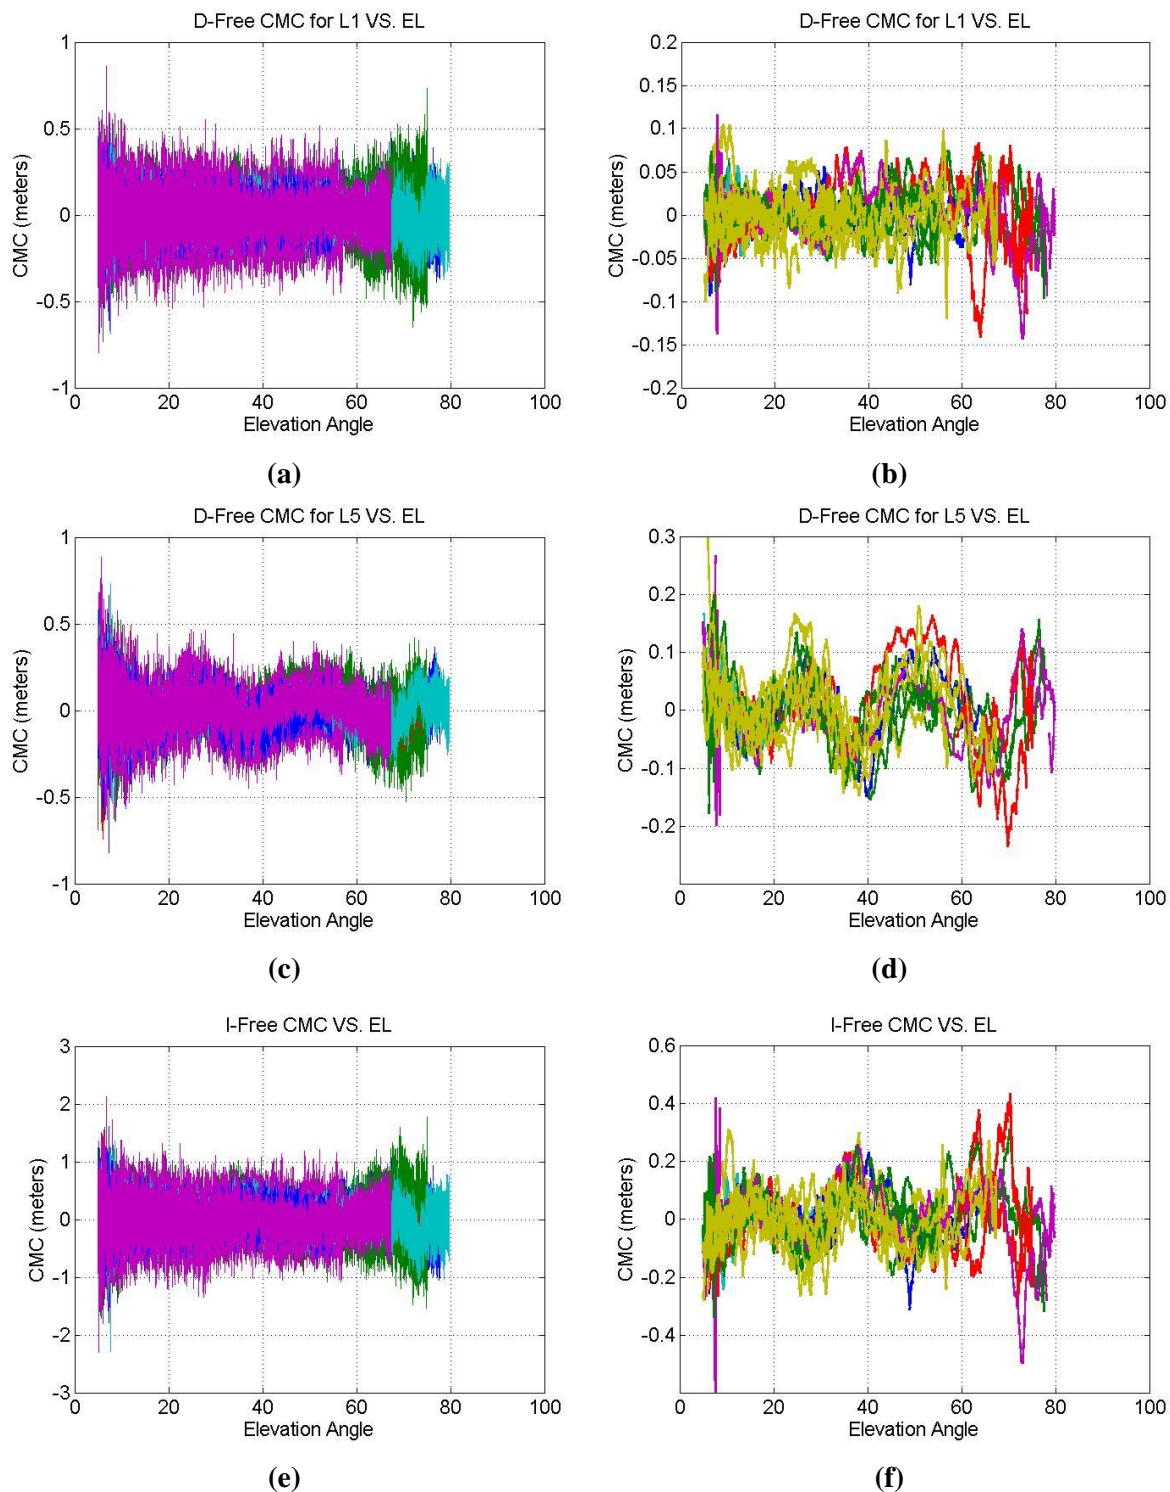 D-Free CMC for L1 VS. EL
1
0.5
0
-0.5
-1
CMC (meters)
0 20 40 60 80 100
Elevation Angle
(a)
D-Free CMC for L1 VS. EL
0.2
0.15
0.1
0.05
0
-0.05
-0.1
-0.15
-0.2
CMC (meters)
0 20 40 60 80 100
Elevation Angle
(b)
D-Free CMC for L5 VS. EL
1
0.5
0
-0.5
-1
CMC (meters)
0 20 40 60 80 100
Elevation Angle
(c)
D-Free CMC for L5 VS. EL
0.3
0.2
0.1
0
-0.1
-0.2
CMC (meters)
0 20 40 60 80 100
Elevation Angle
(d)
I-Free CMC VS. EL
3
2
1
0
-1
-2
-3
CMC (meters)
0 20 40 60 80 100
Elevation Angle
(e)
I-Free CMC VS. EL
0.6
0.4
0.2
0
-0.2
-0.4
CMC (meters)
0 20 40 60 80 100
Elevation Angle
(f)